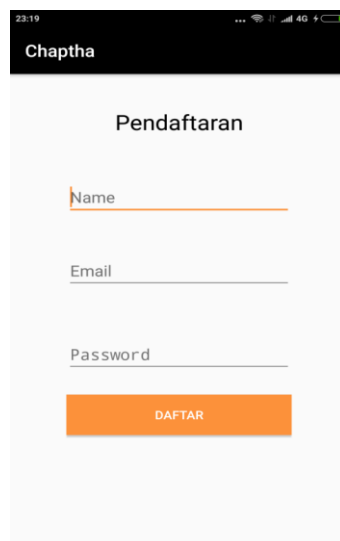 23:19 ... 4G
Chaptha
Pendaftaran
Name
Email
Password
DAFTAR